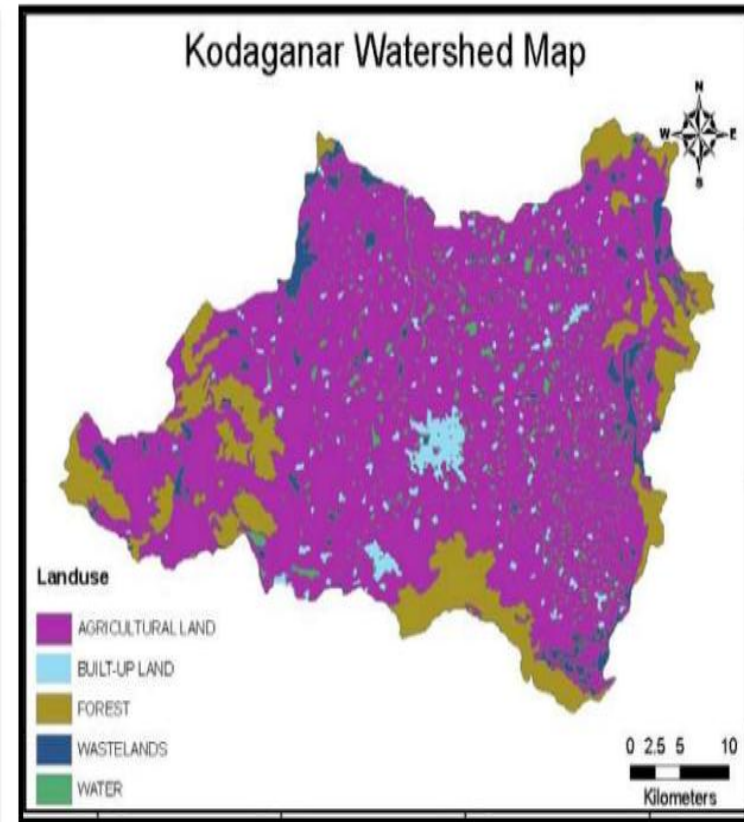 Kodaganar Watershed Map
N
W E
S
Landuse
AGRICULTURAL LAND
BUILT-UP LAND
FOREST
WASTELANDS
WATER
0 2.5 5 10
Kilometers